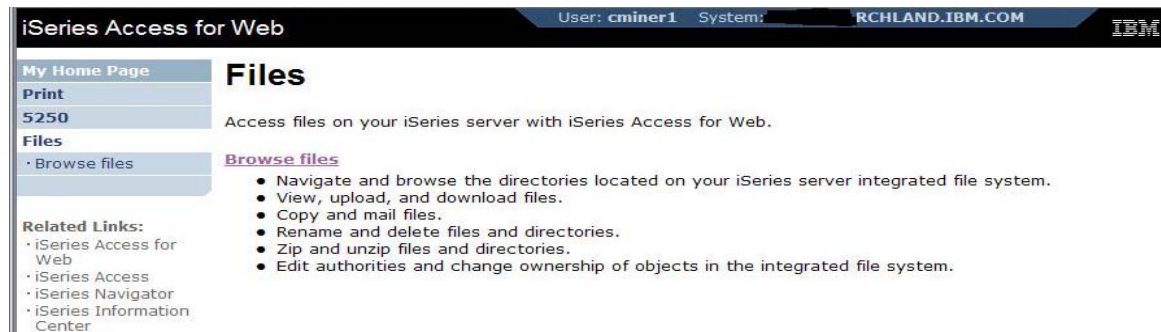 iSeries Access for Web
User: cminer1 System: RCHLAND.IBM.COM
IBM
My Home Page
Print
5250
Files
· Browse files
Related Links:
· iSeries Access for
Web
· iSeries Access
· iSeries Navigator
· iSeries Information
Center
Files
Access files on your iSeries server with iSeries Access for Web.
Browse files
● Navigate and browse the directories located on your iSeries server integrated file system.
● View, upload, and download files.
● Copy and mail files.
● Rename and delete files and directories.
● Zip and unzip files and directories.
● Edit authorities and change ownership of objects in the integrated file system.